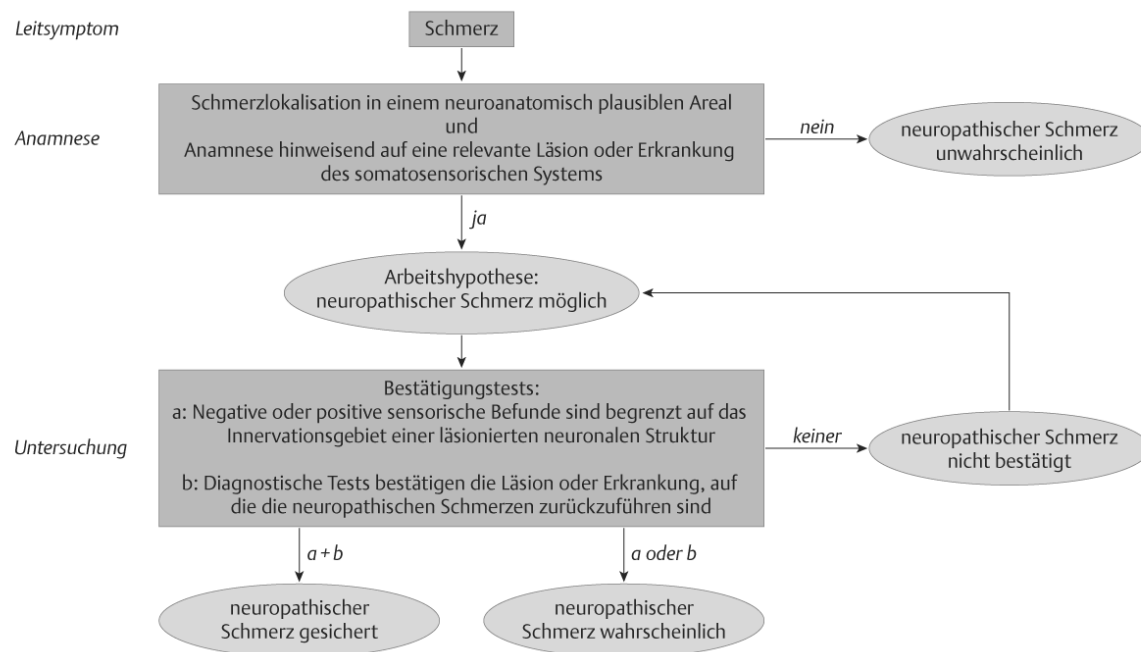 Leitsymptom
Schmerz
Anamnese
Schmerzlokalisation in einem neuroanatomisch plausiblen Areal
und
Anamnese hinweisend auf eine relevante Läsion oder Erkrankung
des somatosensorischen Systems
nein
neuropathischer Schmerz
unwahrscheinlich
ja
Arbeitshypothese:
neuropathischer Schmerz möglich
Untersuchung
Bestätigungstests:
a: Negative oder positive sensorische Befunde sind begrenzt auf das
Innervationsgebiet einer läsionierten neuronalen Struktur
b: Diagnostische Tests bestätigen die Läsion oder Erkrankung, auf
die die neuropathischen Schmerzen zurückzuführen sind
keiner
neuropathischer Schmerz
nicht bestätigt
a + b
a oder b
neuropathischer
Schmerz gesichert
neuropathischer
Schmerz wahrscheinlich